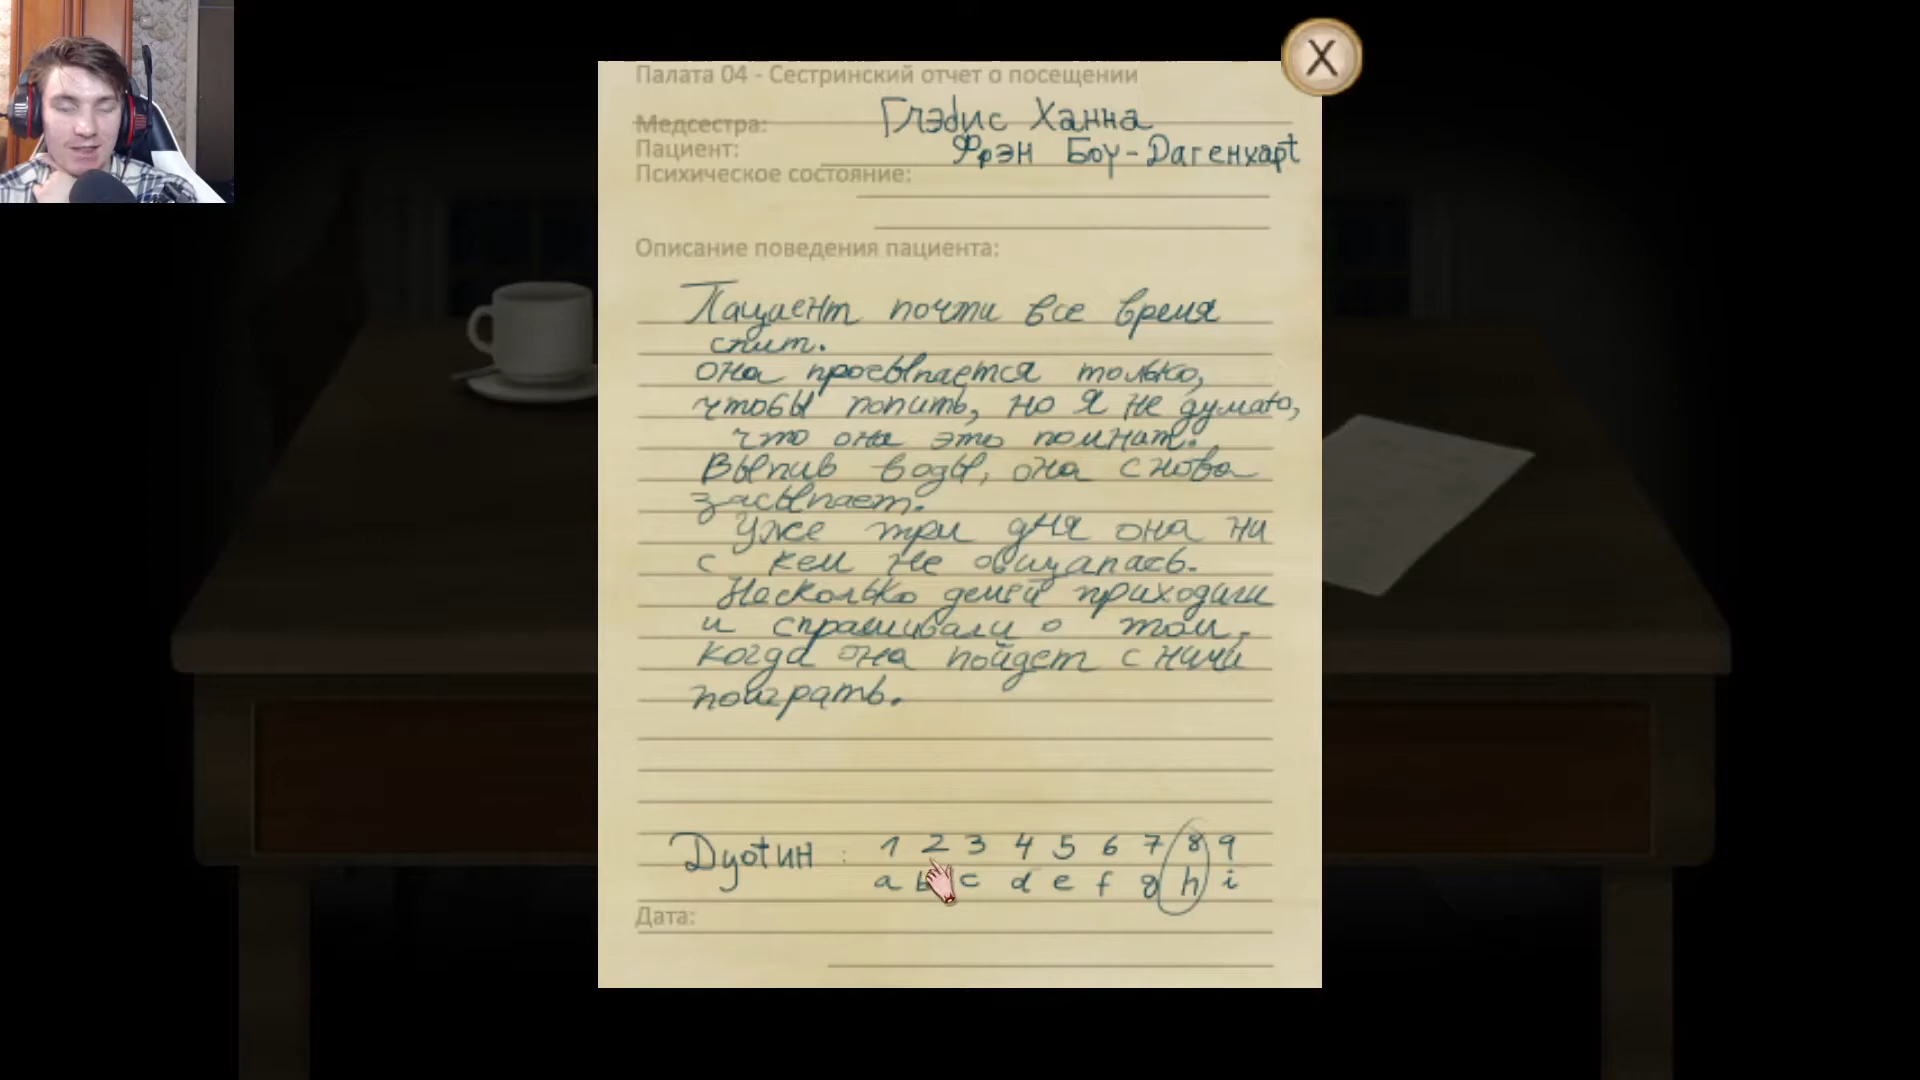 X
Палата 04 - Сестринский отчет о посещении
Медсестра: Глэдис Ханна
Пациент: Фрэн Боу-Дагенхарt
Психическое состояние:
Описание поведения пациента:
Пациент почти все время
спит.
она просыпается только,
чтобы попить, но я не думаю,
что она это помнит.
Выпив воды, она снова
засыпает.
Уже три дня она ни
с кем не общалась.
Несколько детей приходили
и спрашивали о том,
когда она пойдет с ними
поиграть.
Дуоtин : 1 2 3 4 5 6 7 8 9
a b c d e f g h i
Дата: